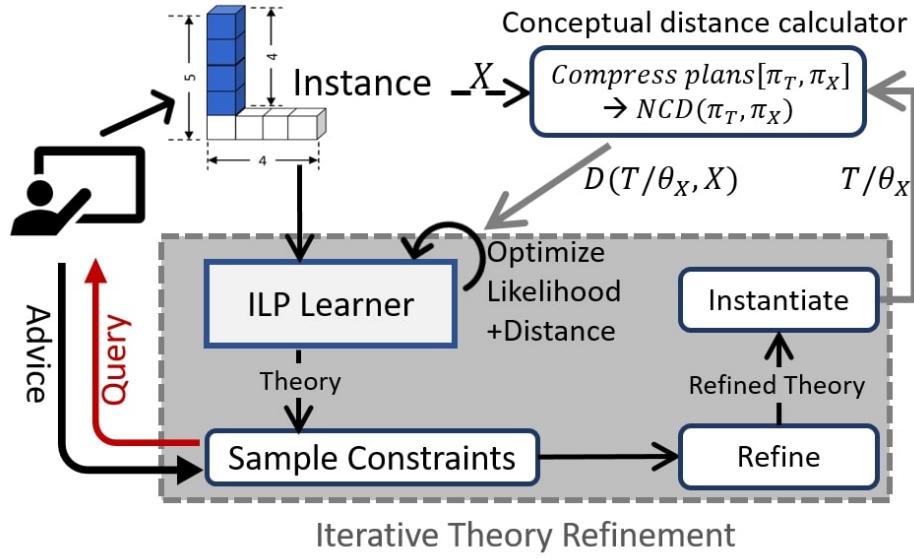 Conceptual distance calculator
5
4
4
Instance
X
Compress plans[π_T, π_X]
→ NCD(π_T, π_X)
D(T/θ_X, X)
T/θ_X
Optimize
Likelihood
+Distance
ILP Learner
Instantiate
Advice
Query
Theory
Refined Theory
Sample Constraints
Refine
Iterative Theory Refinement